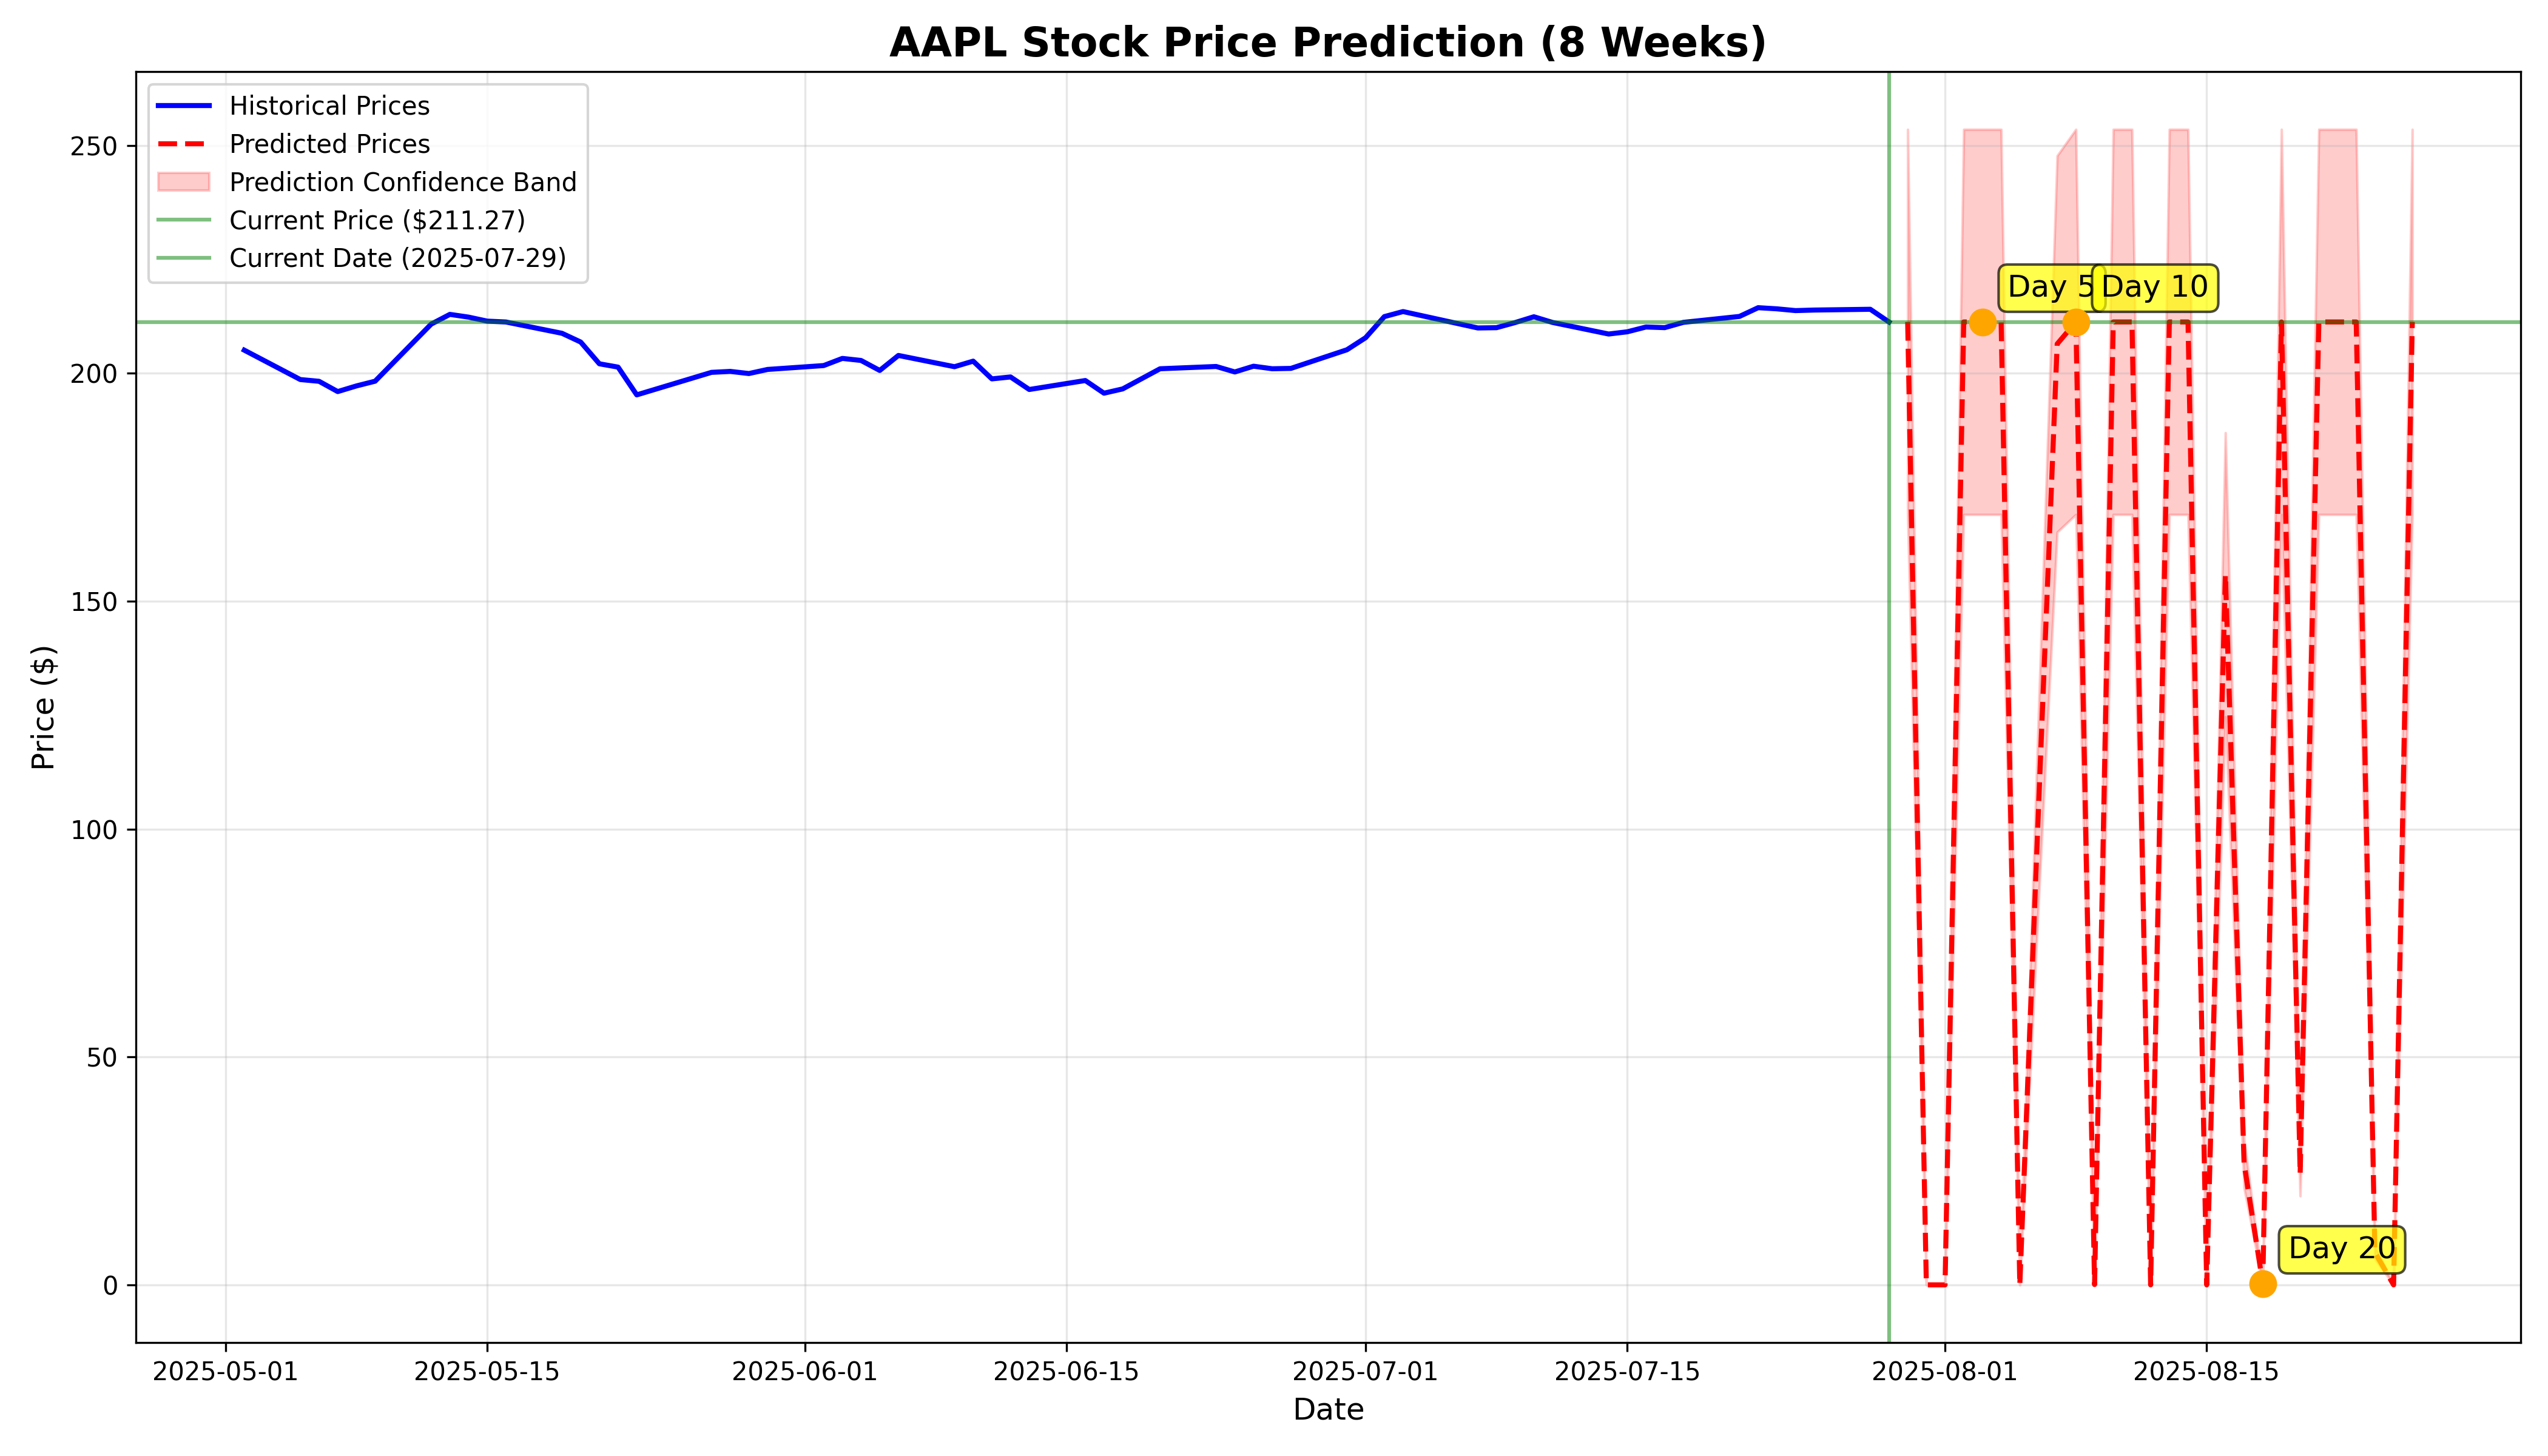 AAPL Stock Price Prediction (8 Weeks)
Historical Prices
Predicted Prices
Prediction Confidence Band
Current Price ($211.27)
Current Date (2025-07-29)
250
200
150
100
50
0
Price ($)
Day 5
Day 10
Day 20
2025-05-01
2025-05-15
2025-06-01
2025-06-15
2025-07-01
2025-07-15
2025-08-01
2025-08-15
Date